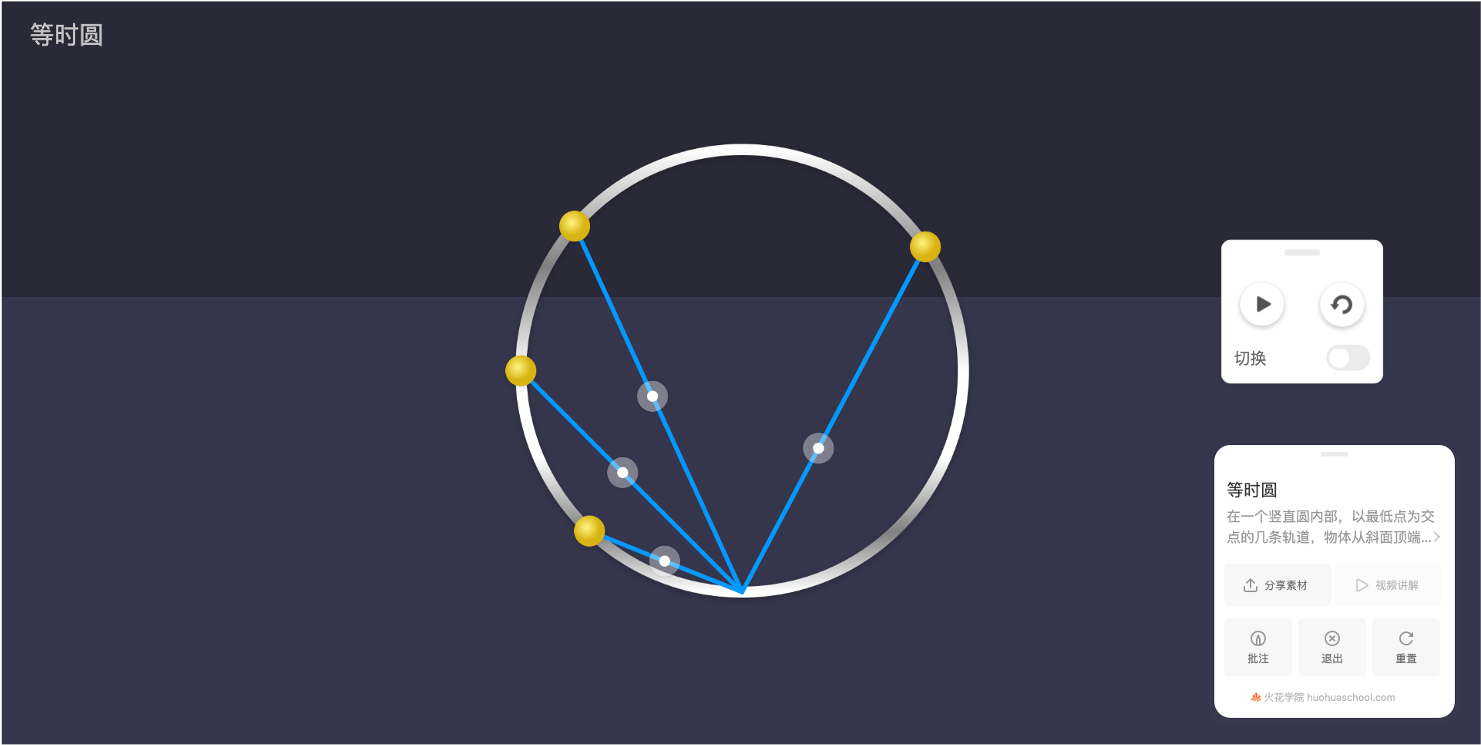 等时圆
切换
等时圆
在一个竖直圆内部，以最低点为交
点的几条轨道，物体从斜面顶端...
分享素材
视频讲解
批注
退出
重置
火花学院 huohuaschool.com